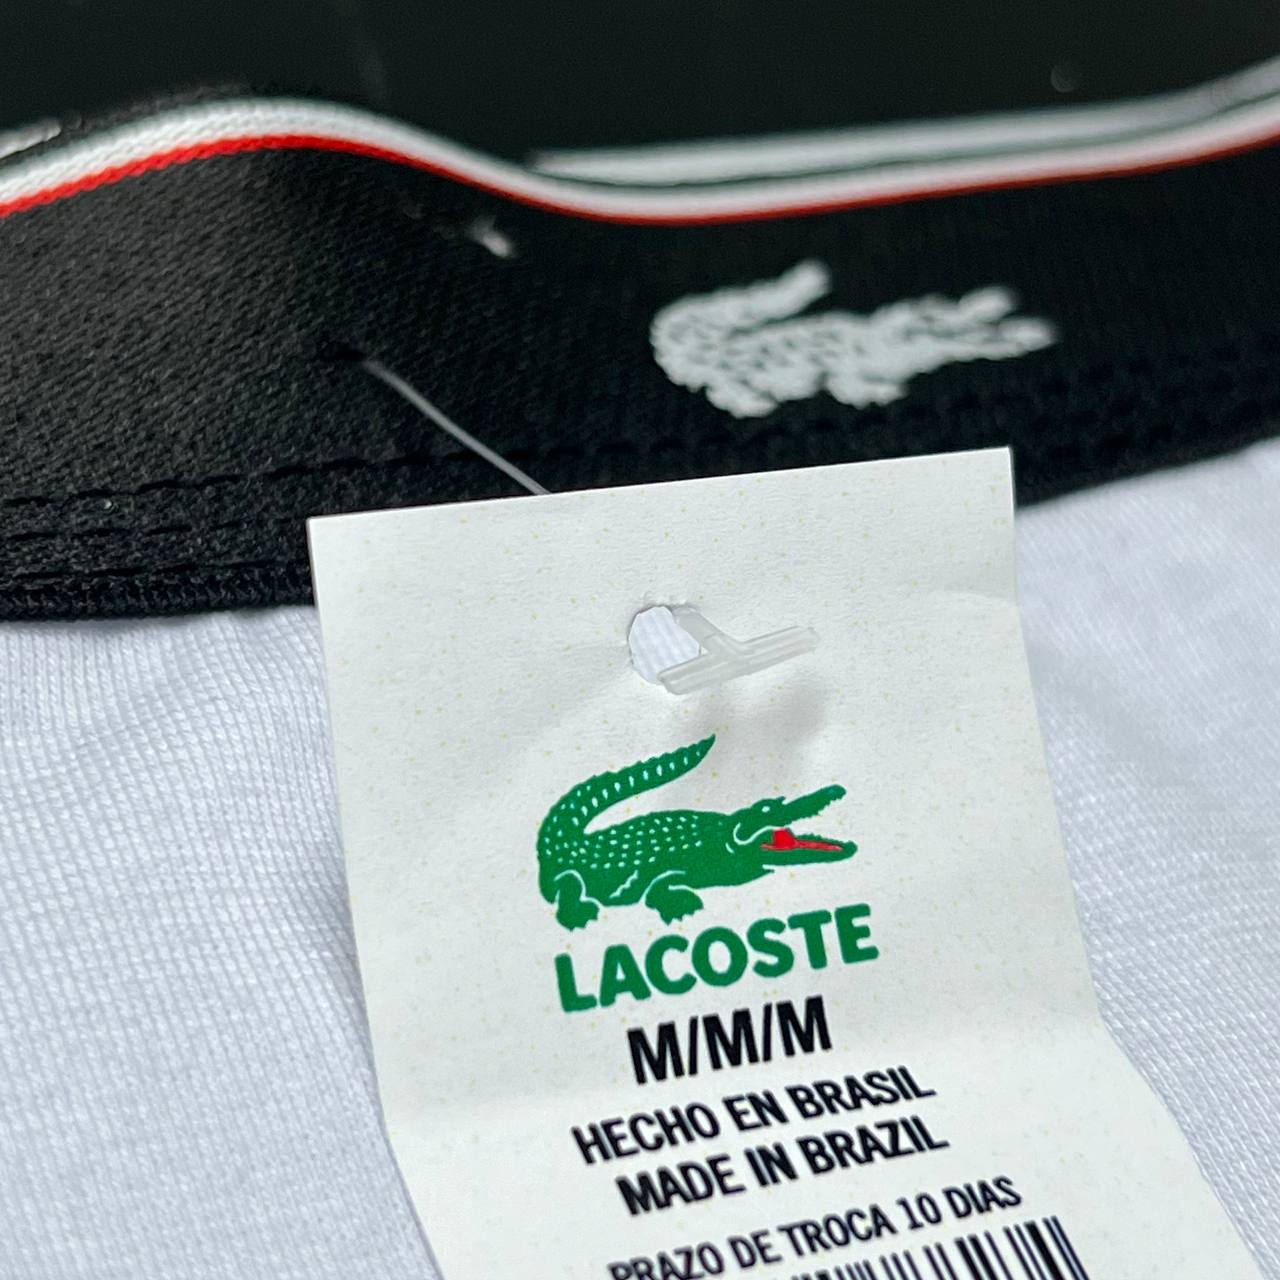 LACOSTE
M/M/M
HECHO EN BRASIL
MADE IN BRAZIL
PRAZO DE TROCA 10 DIAS